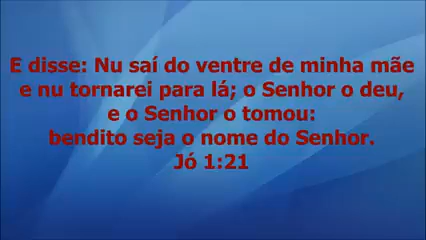 E disse: Nu saí do ventre de minha mãe
e nu tornarei para lá; o Senhor o deu,
e o Senhor o tomou:
bendito seja o nome do Senhor.
Jó 1:21